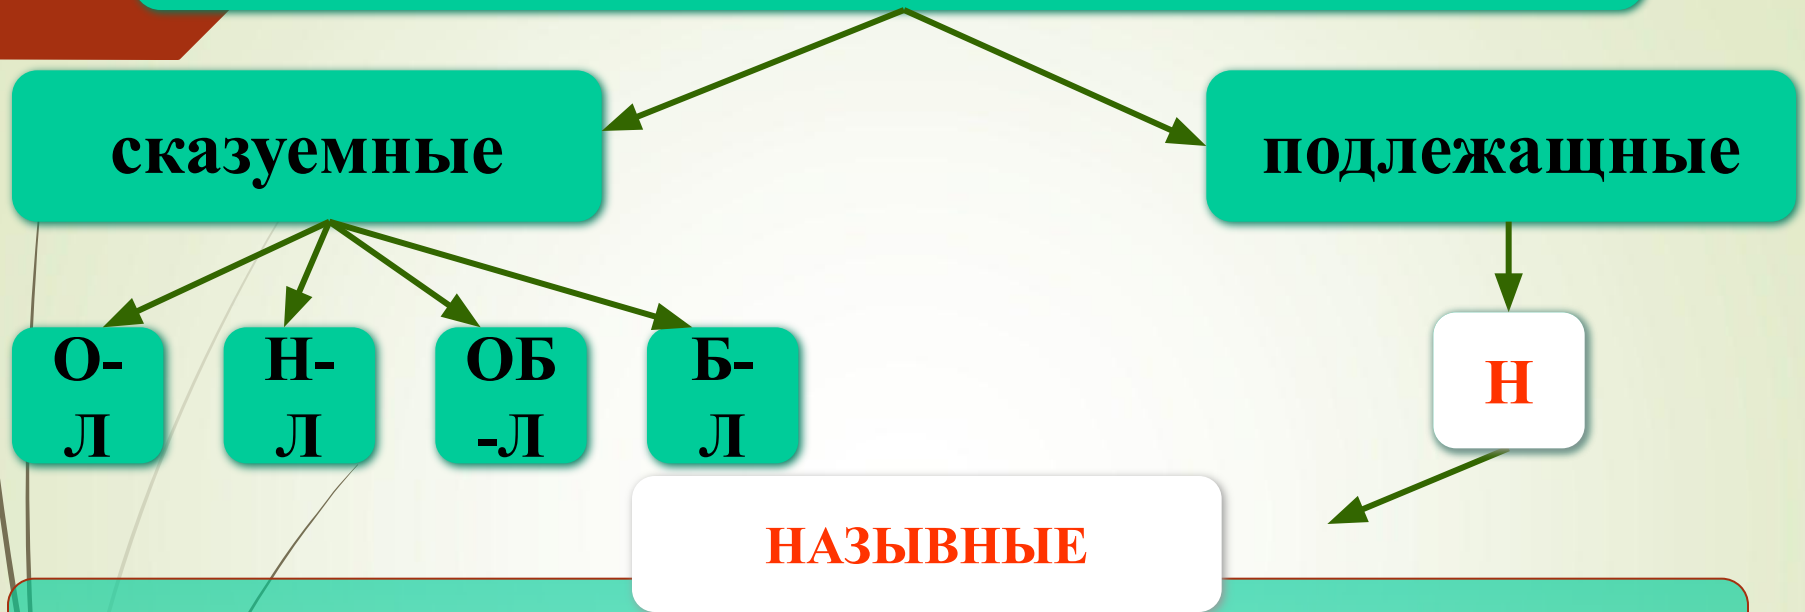 сказуемные
подлежащные
О-
Л
Н-
Л
ОБ
-Л
Б-
Л
Н
НАЗЫВНЫЕ